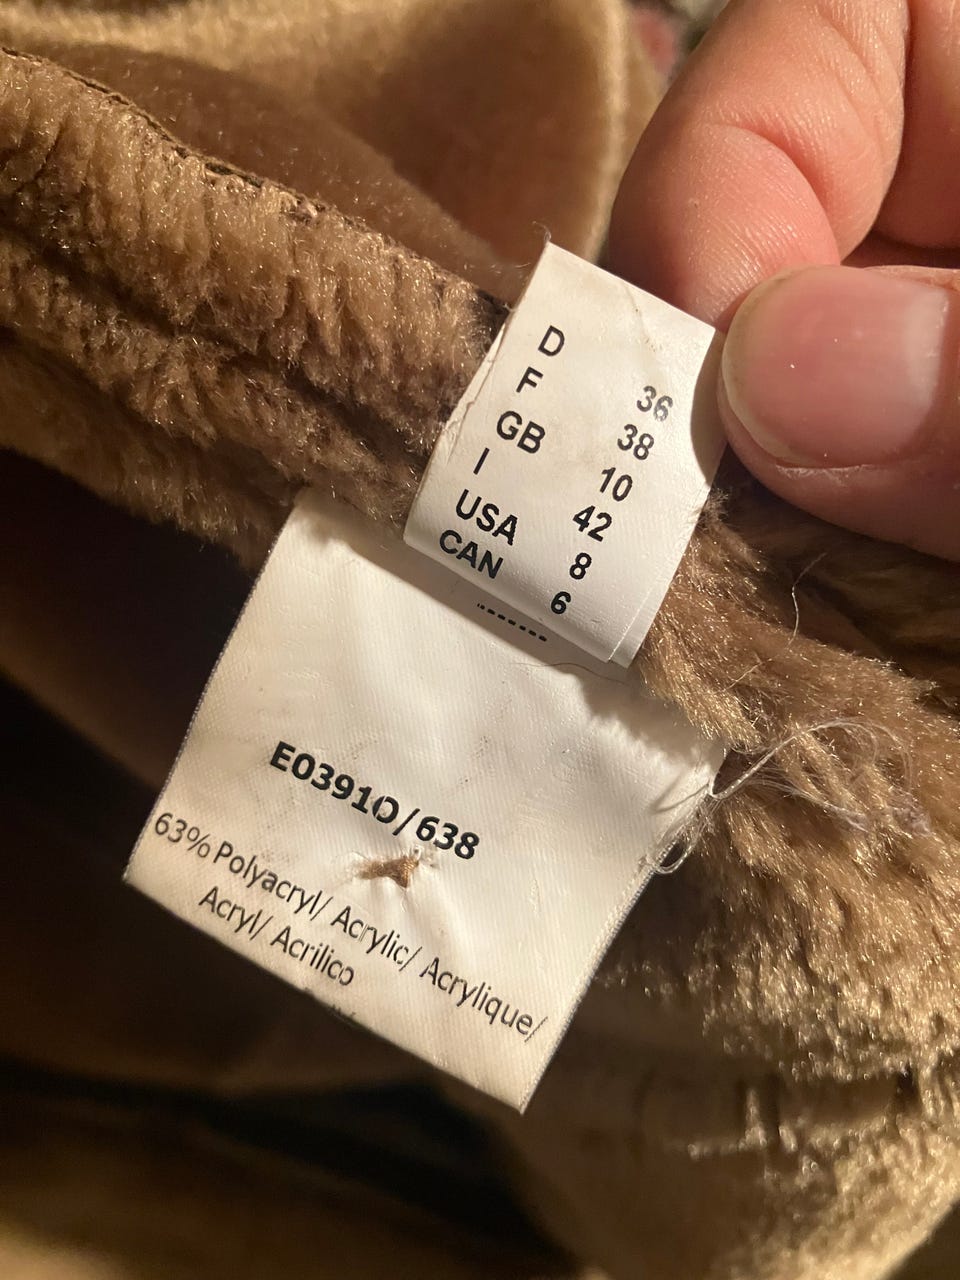 D 36
F 38
GB 10
I 42
USA 8
CAN 6
E03910/638
63% Polyacryl/ Acrylic/ Acrylique/
Acryl/ Acrilico